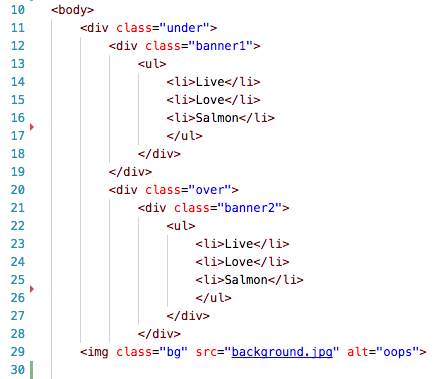 10 <body>
11 <div class="under">
12 <div class="banner1">
13 <ul>
14 <li>Live</li>
15 <li>Love</li>
16 <li>Salmon</li>
17 </ul>
18 </div>
19 </div>
20 <div class="over">
21 <div class="banner2">
22 <ul>
23 <li>Live</li>
24 <li>Love</li>
25 <li>Salmon</li>
26 </ul>
27 </div>
28 </div>
29 <img class="bg" src="background.jpg" alt="oops">
30